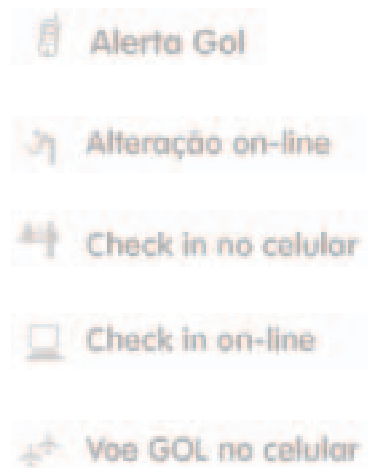 Alerta Gol
Alteração on-line
Check in no celular
Check in on-line
Voe GOL no celular